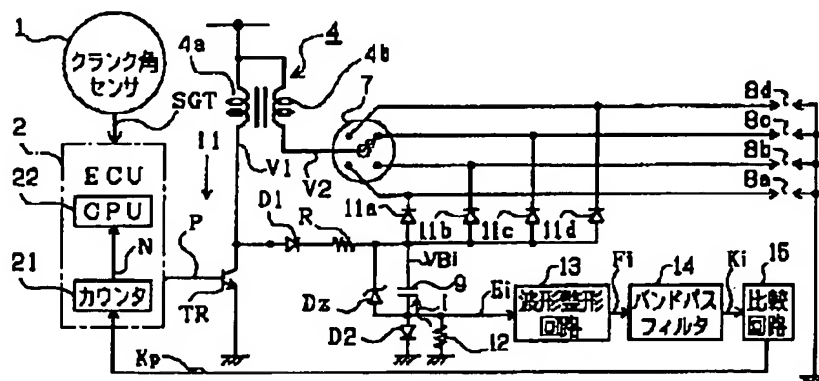 1
クランク角
センサ
SGT
2
ECU
22
CPU
N
21
カウンタ
P
TR
Kp
4a
4
4b
i1
V1
V2
7
8d
8c
8b
8a
D1
R
11a
11b
11c
11d
VBi
9
i
Dz
D2
12
Ei
13
波形整形
回路
Fi
14
バンドパス
フィルタ
Ki
15
比較
回路